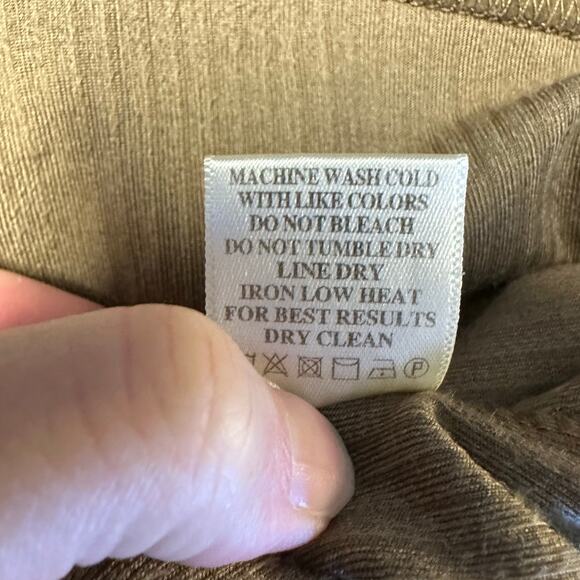 MACHINE WASH COLD
WITH LIKE COLORS
DO NOT BLEACH
DO NOT TUMBLE DRY
LINE DRY
IRON LOW HEAT
FOR BEST RESULTS
DRY CLEAN
P